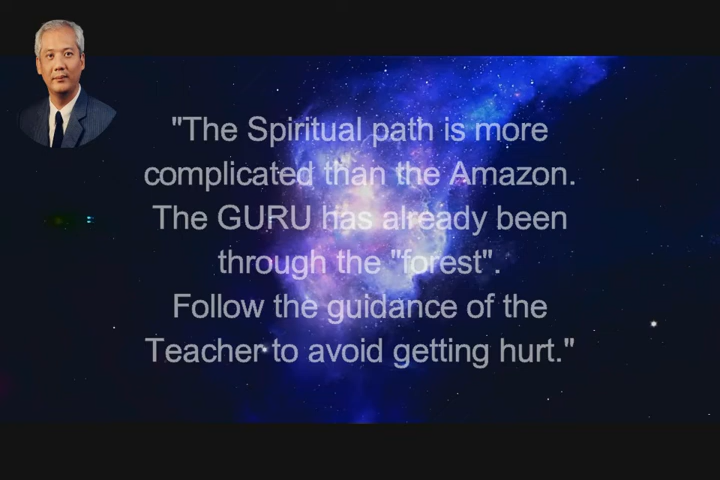 "The Spiritual path is more
complicated than the Amazon.
The GURU has already been
through the "forest".
Follow the guidance of the
Teacher to avoid getting hurt."